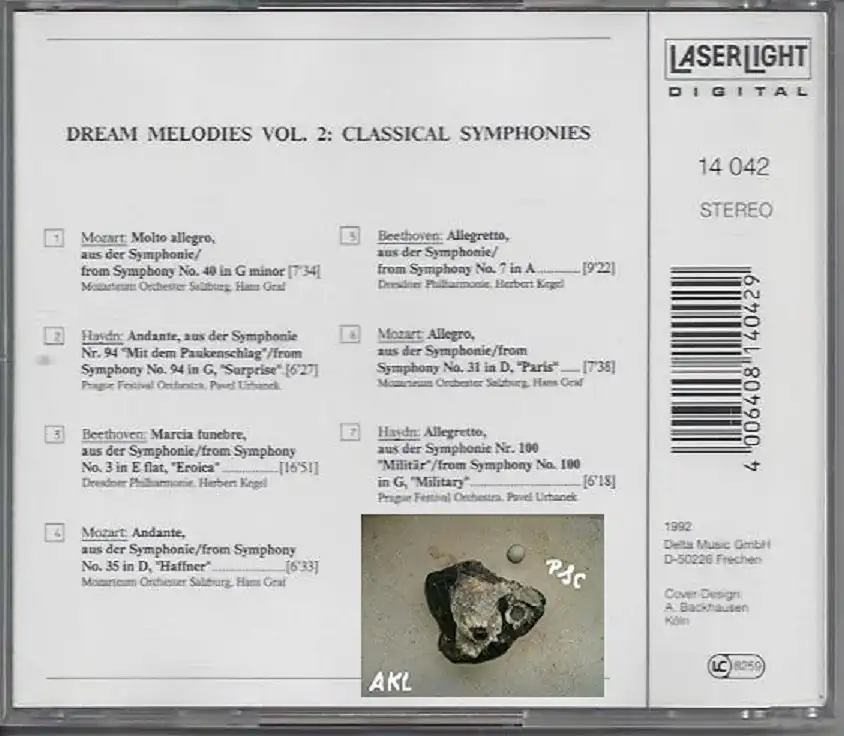 DREAM MELODIES VOL. 2: CLASSICAL SYMPHONIES
1 Mozart: Molto allegro,
aus der Symphonie/
from Symphony No. 40 in G minor [7'34]
Mozarteum Orchester Salzburg, Hans Graf
2 Haydn: Andante, aus der Symphonie
Nr. 94 "Mit dem Paukenschlag"/from
Symphony No. 94 in G, "Surprise". [6'27]
Prague Festival Orchestra, Pavel Urbanek
3 Beethoven: Marcia funebre,
aus der Symphonie/from Symphony
No. 3 in E flat, "Eroica" ................ [16'51]
Dresdner Philharmonie, Herbert Kegel
4 Mozart: Andante,
aus der Symphonie/from Symphony
No. 35 in D, "Haffner" ..................... [6'33]
Mozarteum Orchester Salzburg, Hans Graf
5 Beethoven: Allegretto,
aus der Symphonie/
from Symphony No. 7 in A ............ [9'22]
Dresdner Philharmonie, Herbert Kegel
6 Mozart: Allegro,
aus der Symphonie/from
Symphony No. 31 in D, "Paris" ..... [7'38]
Mozarteum Orchester Salzburg, Hans Graf
7 Haydn: Allegretto,
aus der Symphonie Nr. 100
"Militär"/from Symphony No. 100
in G, "Military" ................................ [6'18]
Prague Festival Orchestra, Pavel Urbanek
PSC
AKL
LASERLIGHT
DIGITAL
14 042
STEREO
4 006408 140429
1992
Delta Music GmbH
D-50226 Frechen
Cover-Design:
A. Backhausen
Köln
LC 8259